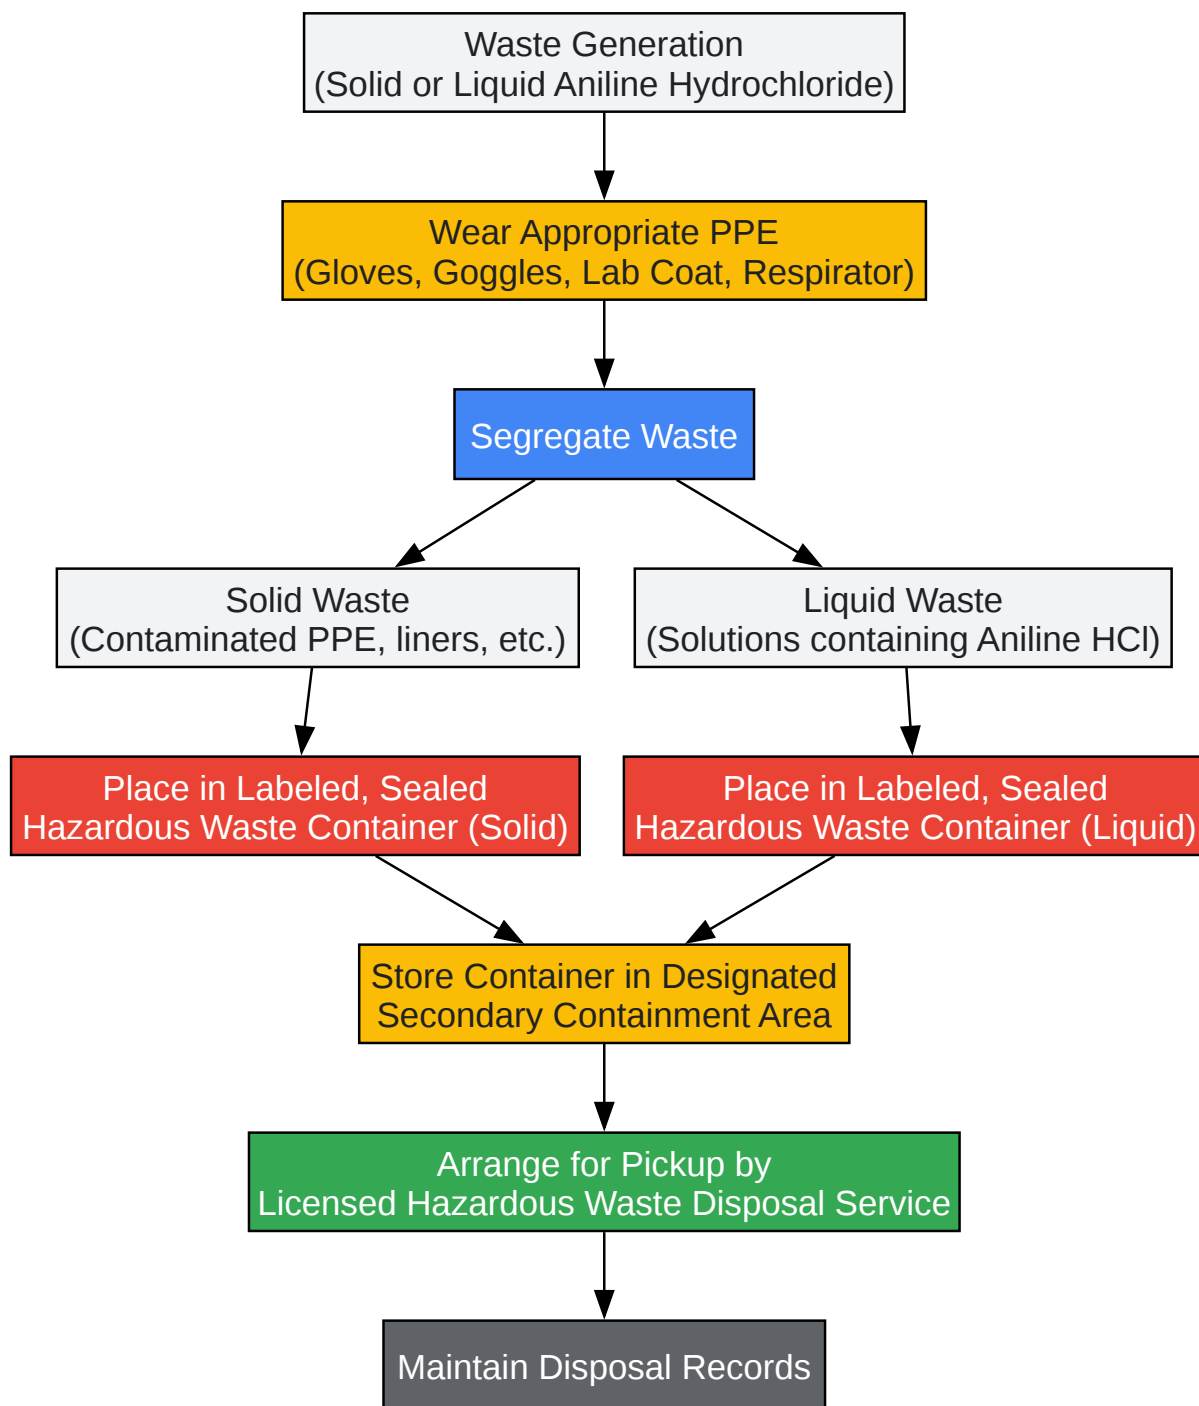 Waste Generation
(Solid or Liquid Aniline Hydrochloride)
Wear Appropriate PPE
(Gloves, Goggles, Lab Coat, Respirator)
Segregate Waste
Solid Waste
(Contaminated PPE, liners, etc.)
Liquid Waste
(Solutions containing Aniline HCl)
Place in Labeled, Sealed
Hazardous Waste Container (Solid)
Place in Labeled, Sealed
Hazardous Waste Container (Liquid)
Store Container in Designated
Secondary Containment Area
Arrange for Pickup by
Licensed Hazardous Waste Disposal Service
Maintain Disposal Records